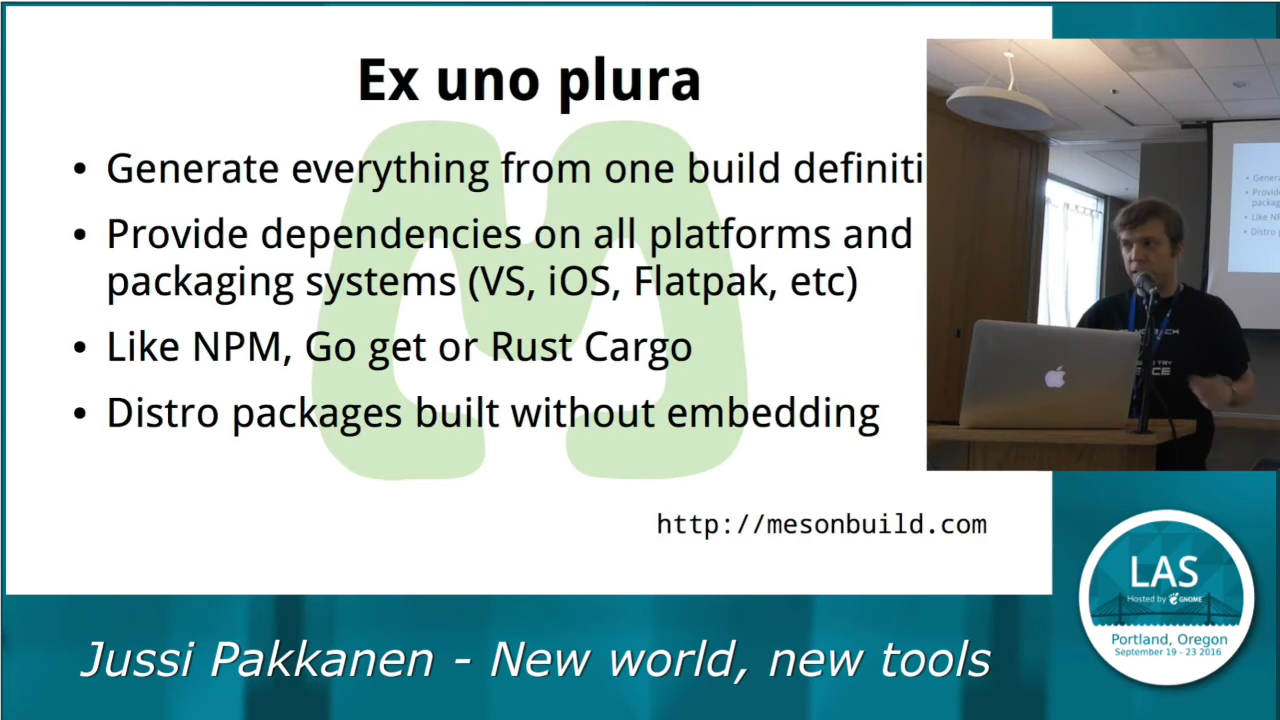 Ex uno plura
• Generate everything from one build definiti
• Provide dependencies on all platforms and
packaging systems (VS, iOS, Flatpak, etc)
• Like NPM, Go get or Rust Cargo
• Distro packages built without embedding
http://mesonbuild.com
LAS
Hosted by GNOME
Portland, Oregon
September 19 - 23 2016
Jussi Pakkanen - New world, new tools